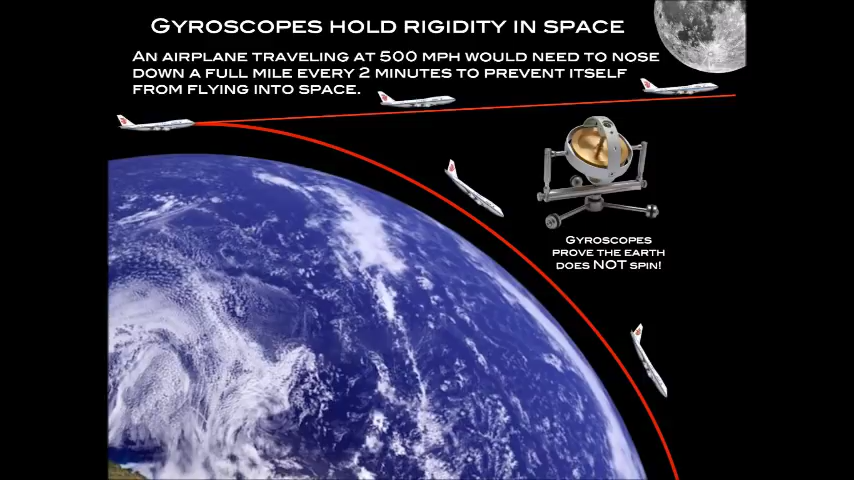 GYROSCOPES HOLD RIGIDITY IN SPACE
AN AIRPLANE TRAVELING AT 500 MPH WOULD NEED TO NOSE
DOWN A FULL MILE EVERY 2 MINUTES TO PREVENT ITSELF
FROM FLYING INTO SPACE.
GYROSCOPES
PROVE THE EARTH
DOES NOT SPIN!